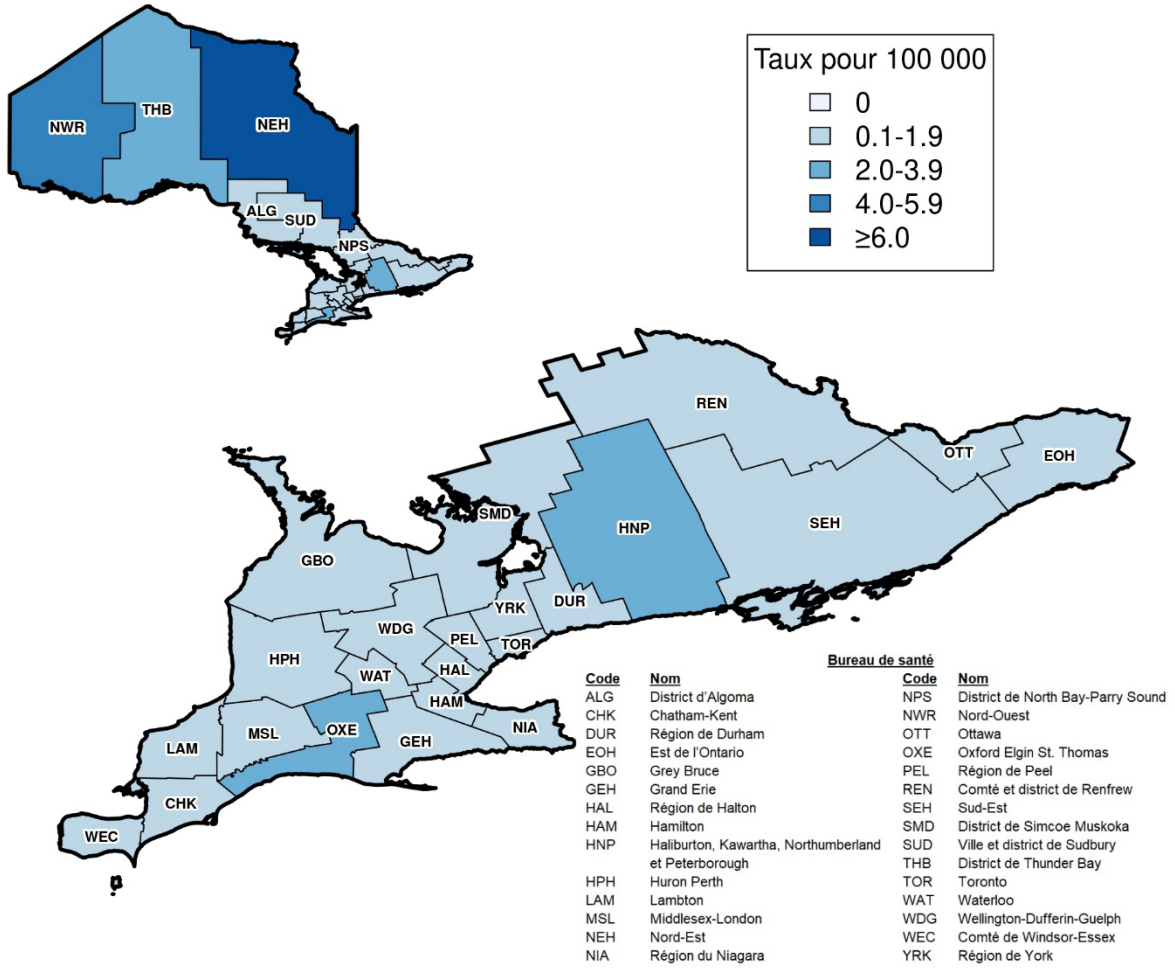 Taux pour 100 000
0
0.1-1.9
2.0-3.9
4.0-5.9
≥6.0
NWR
THB
NEH
ALG
SUD
NPS
REN
OTT
EOH
SMD
HNP
SEH
GBO
YRK
DUR
WDG
PEL
TOR
HPH
WAT
HAL
HAM
MSL
OXE
GEH
NIA
LAM
CHK
WEC
Bureau de santé
Code Nom Code Nom
ALG District d'Algoma NPS District de North Bay-Parry Sound
CHK Chatham-Kent NWR Nord-Ouest
DUR Région de Durham OTT Ottawa
EOH Est de l'Ontario OXE Oxford Elgin St. Thomas
GBO Grey Bruce PEL Région de Peel
GEH Grand Erie REN Comté et district de Renfrew
HAL Région de Halton SEH Sud-Est
HAM Hamilton SMD District de Simcoe Muskoka
HNP Haliburton, Kawartha, Northumberland SUD Ville et district de Sudbury
et Peterborough THB District de Thunder Bay
HPH Huron Perth TOR Toronto
LAM Lambton WAT Waterloo
MSL Middlesex-London WDG Wellington-Dufferin-Guelph
NEH Nord-Est WEC Comté de Windsor-Essex
NIA Région du Niagara YRK Région de York